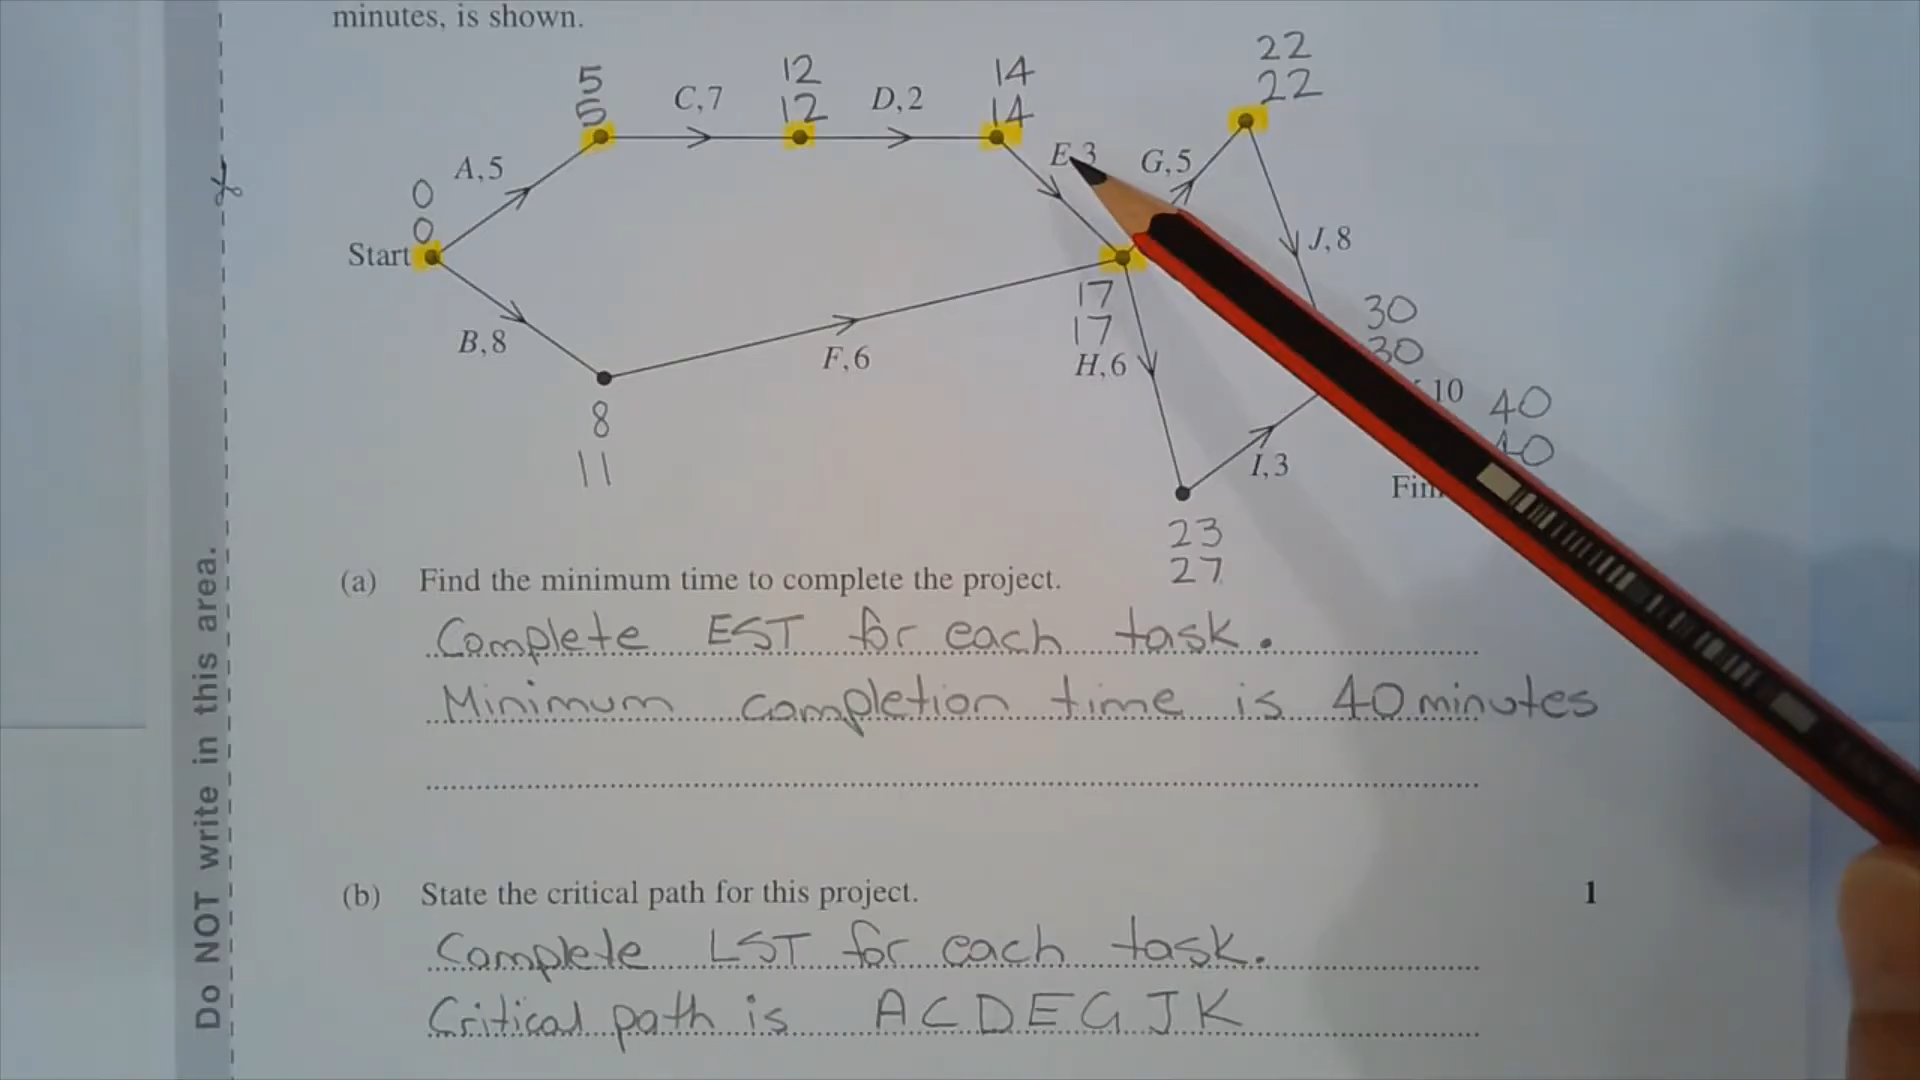 minutes, is shown.
22
22
5
5
C,7
12
12
D,2
14
14
E,3
G,5
A,5
0
0
Start
J,8
B,8
F,6
17
17
H,6
30
30
10
40
40
8
11
I,3
23
27
(a) Find the minimum time to complete the project.
Complete EST for each task.
Minimum completion time is 40 minutes
(b) State the critical path for this project. 1
Complete LST for each task.
Critical path is A C D E G J K
Do NOT write in this area.